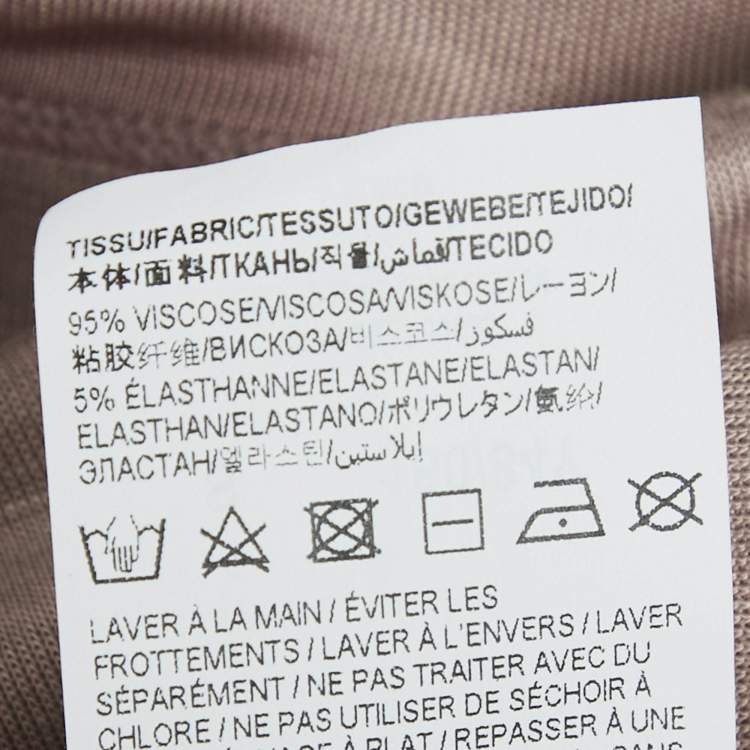 TISSU/FABRIC/TESSUTO/GEWEBE/TEJIDO/
本体/面料/ТКАНЬ/직물/قماش/TECIDO
95% VISCOSE/VISCOSA/VISKOSE/レーヨン/
粘胶纤维/ВИСКОЗА/비스코스/فسكوز
5% ÉLASTHANNE/ELASTANE/ELASTAN/
ELASTHAN/ELASTANO/ポリウレタン/氨纶/
ЭЛАСТАН/엘라스틴/إيلاستين
LAVER À LA MAIN / ÉVITER LES
FROTTEMENTS / LAVER À L'ENVERS / LAVER
SÉPARÉMENT / NE PAS TRAITER AVEC DU
CHLORE / NE PAS UTILISER DE SÉCHOIR À
À PLAT / REPASSER À UNE